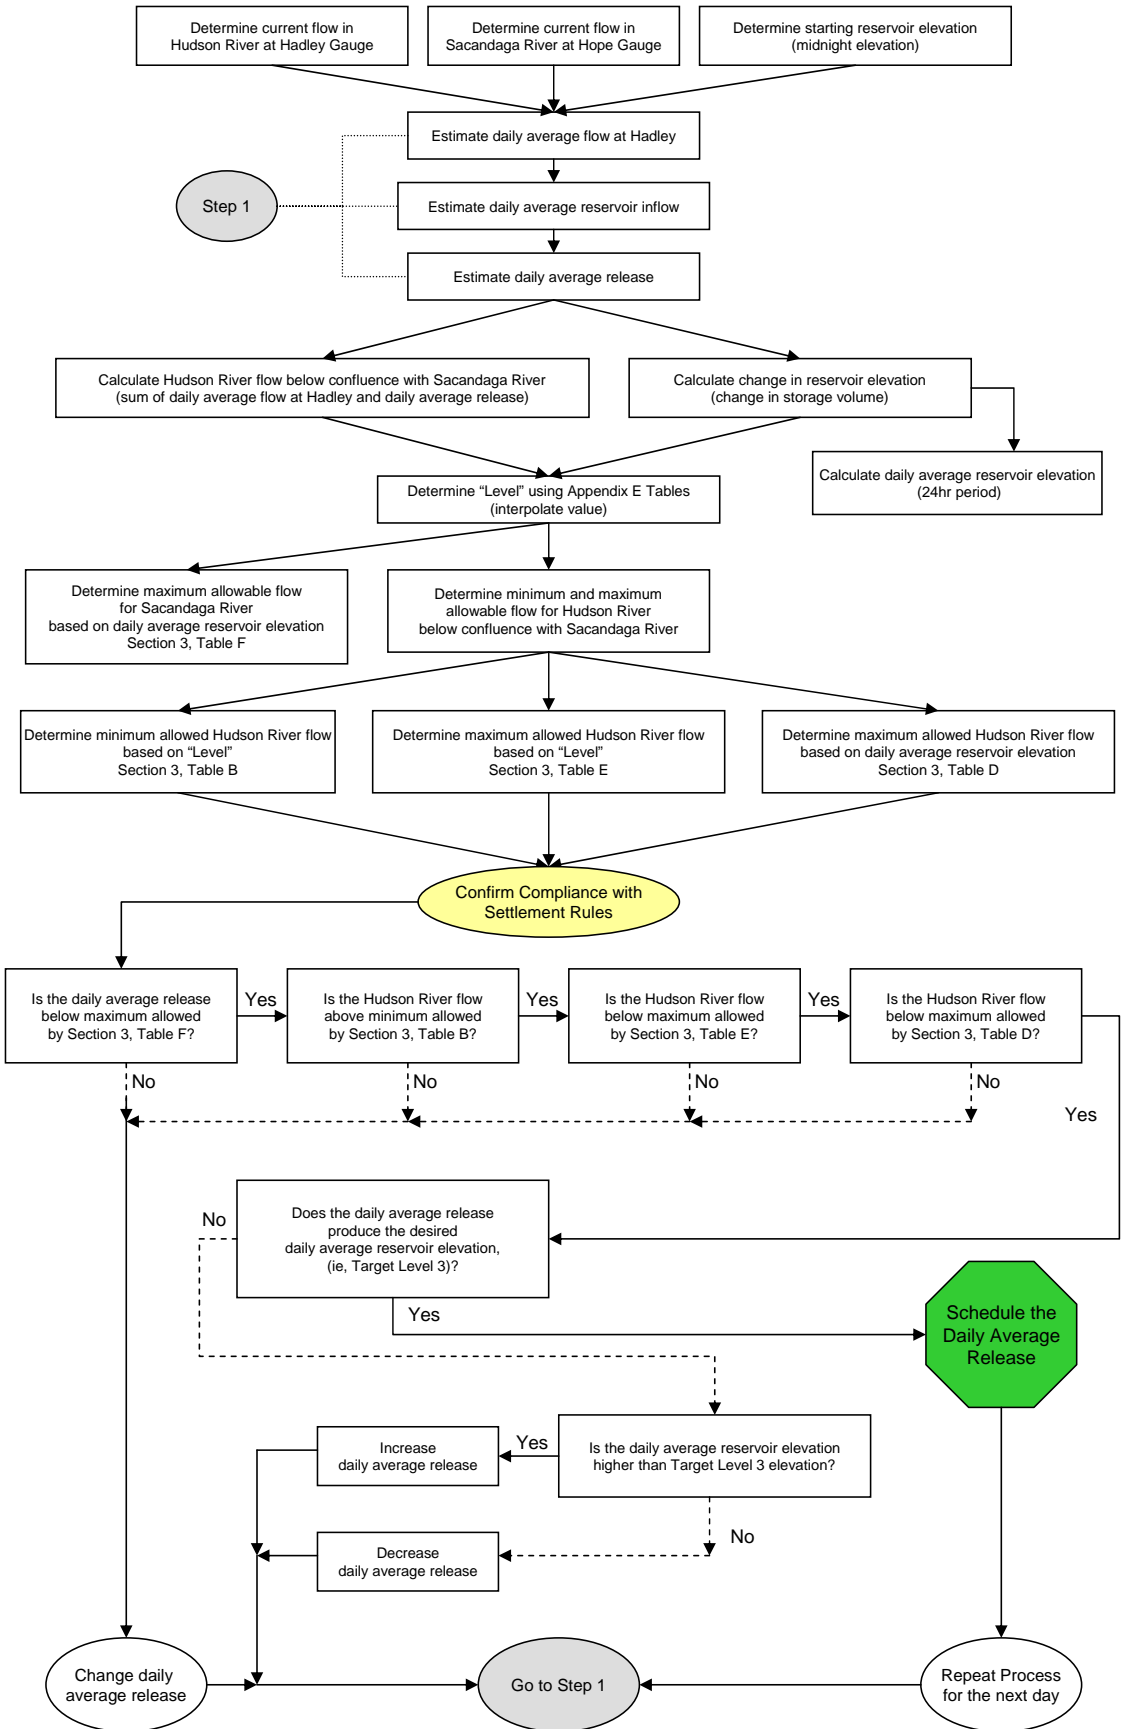 Determine current flow in
Hudson River at Hadley Gauge
Determine current flow in
Sacandaga River at Hope Gauge
Determine starting reservoir elevation
(midnight elevation)
Estimate daily average flow at Hadley
Step 1
Estimate daily average reservoir inflow
Estimate daily average release
Calculate Hudson River flow below confluence with Sacandaga River
(sum of daily average flow at Hadley and daily average release)
Calculate change in reservoir elevation
(change in storage volume)
Calculate daily average reservoir elevation
(24hr period)
Determine “Level” using Appendix E Tables
(interpolate value)
Determine maximum allowable flow
for Sacandaga River
based on daily average reservoir elevation
Section 3, Table F
Determine minimum and maximum
allowable flow for Hudson River
below confluence with Sacandaga River
Determine minimum allowed Hudson River flow
based on “Level”
Section 3, Table B
Determine maximum allowed Hudson River flow
based on “Level”
Section 3, Table E
Determine maximum allowed Hudson River flow
based on daily average reservoir elevation
Section 3, Table D
Confirm Compliance with
Settlement Rules
Is the daily average release
below maximum allowed
by Section 3, Table F?
Yes
Is the Hudson River flow
above minimum allowed
by Section 3, Table B?
Yes
Is the Hudson River flow
below maximum allowed
by Section 3, Table E?
Yes
Is the Hudson River flow
below maximum allowed
by Section 3, Table D?
No
No
No
No
Yes
Does the daily average release
produce the desired
daily average reservoir elevation,
(ie, Target Level 3)?
No
Yes
Schedule the
Daily Average
Release
Increase
daily average release
Yes
Is the daily average reservoir elevation
higher than Target Level 3 elevation?
No
Decrease
daily average release
Change daily
average release
Go to Step 1
Repeat Process
for the next day